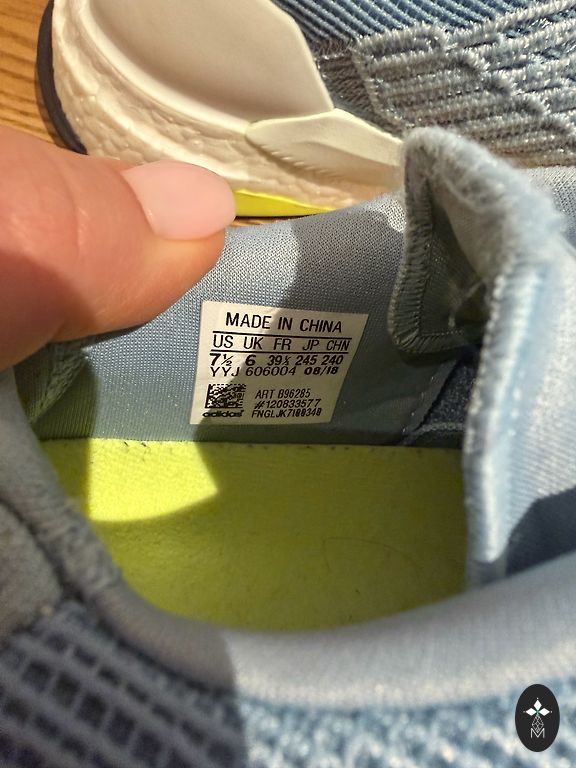 MADE IN CHINA
US UK FR JP CHN
7½ 6 39⅓ 245 240
YYJ 606004 08/18
ART B96285
#120833577
adidas FNGLJK7100340
M